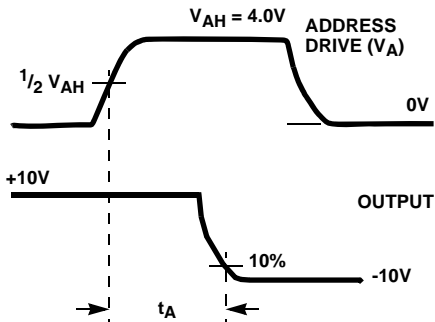 V_AH = 4.0V
ADDRESS
DRIVE (V_A)
1/2 V_AH
0V
+10V
OUTPUT
10%
-10V
t_A